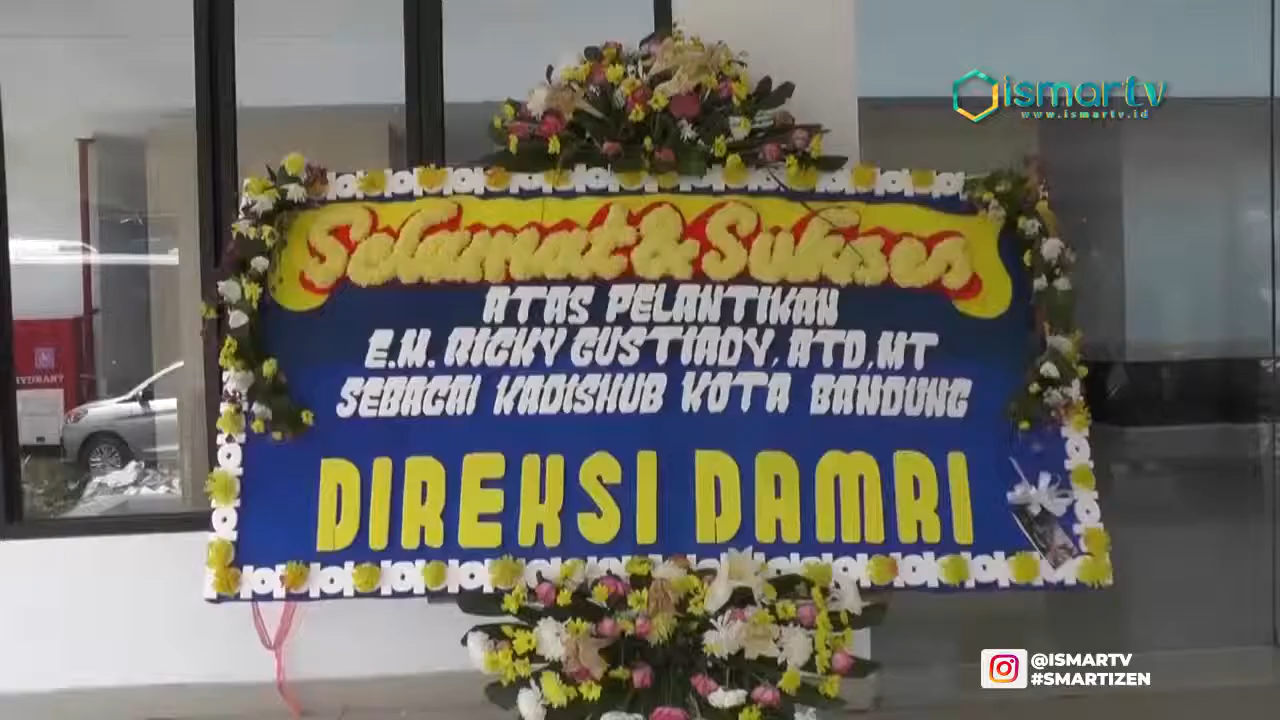 ismartv
www.ismartv.id
Selamat & Sukses
ATAS PELANTIKAN
E.M. RICKY GUSTIADY, ATD, MT
SEBAGAI KADISHUB KOTA BANDUNG
DIREKSI DAMRI
HYDRANT
@ISMARTV
#SMARTIZEN